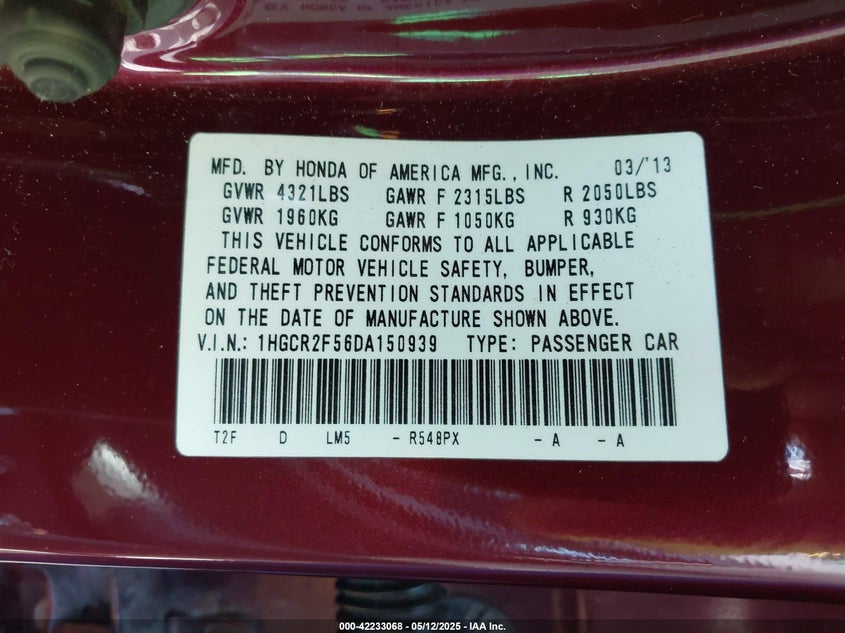 MFD. BY HONDA OF AMERICA MFG., INC. 03/'13
GVWR 4321LBS GAWR F 2315LBS R 2050LBS
GVWR 1960KG GAWR F 1050KG R 930KG
THIS VEHICLE CONFORMS TO ALL APPLICABLE
FEDERAL MOTOR VEHICLE SAFETY, BUMPER,
AND THEFT PREVENTION STANDARDS IN EFFECT
ON THE DATE OF MANUFACTURE SHOWN ABOVE.
V.I.N.: 1HGCR2F56DA150939 TYPE: PASSENGER CAR
T2F D LM5 - R548PX - A - A
000-42233068 - 05/12/2025 - IAA Inc.